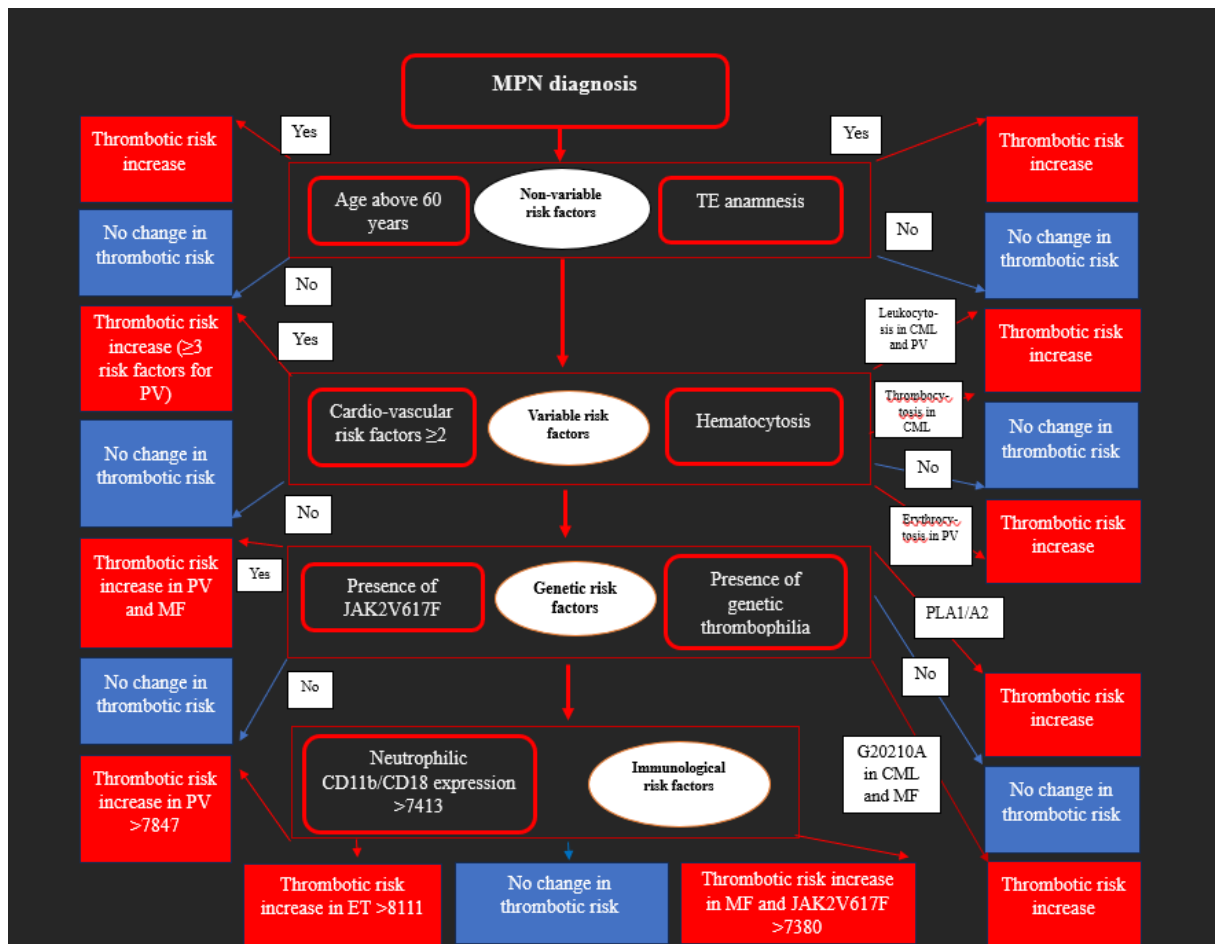 MPN diagnosis
Yes
Yes
Thrombotic risk
increase
Thrombotic risk
increase
Age above 60
years
Non-variable
risk factors
TE anamnesis
No change in
thrombotic risk
No
No change in
thrombotic risk
No
Thrombotic risk
increase (≥3
risk factors for
PV)
Yes
Leukocyto-
sis in CML
and PV
Thrombotic risk
increase
Cardio-vascular
risk factors ≥2
Variable risk
factors
Hematocytosis
Thrombocy-
tosis in
CML
No change in
thrombotic risk
No change in
thrombotic risk
No
No
Erythrocy-
tosis in PV
Thrombotic risk
increase
Thrombotic risk
increase in PV
and MF
Yes
Presence of
JAK2V617F
Genetic risk
factors
Presence of
genetic
thrombophilia
PLA1/A2
No change in
thrombotic risk
No
No
Thrombotic risk
increase
Thrombotic risk
increase in PV
>7847
Neutrophilic
CD11b/CD18 expression
>7413
Immunological
risk factors
G20210A
in CML
and MF
No change in
thrombotic risk
Thrombotic risk
increase in ET >8111
No change in
thrombotic risk
Thrombotic risk increase
in MF and JAK2V617F
>7380
Thrombotic risk
increase